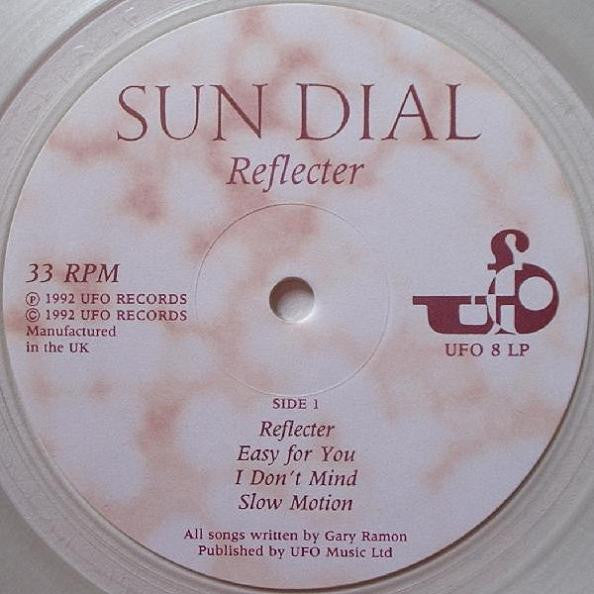 SUN DIAL
Reflecter
33 RPM
Ⓟ 1992 UFO RECORDS
© 1992 UFO RECORDS
Manufactured
in the UK
UFO
UFO 8 LP
SIDE 1
Reflecter
Easy for You
I Don't Mind
Slow Motion
All songs written by Gary Ramon
Published by UFO Music Ltd